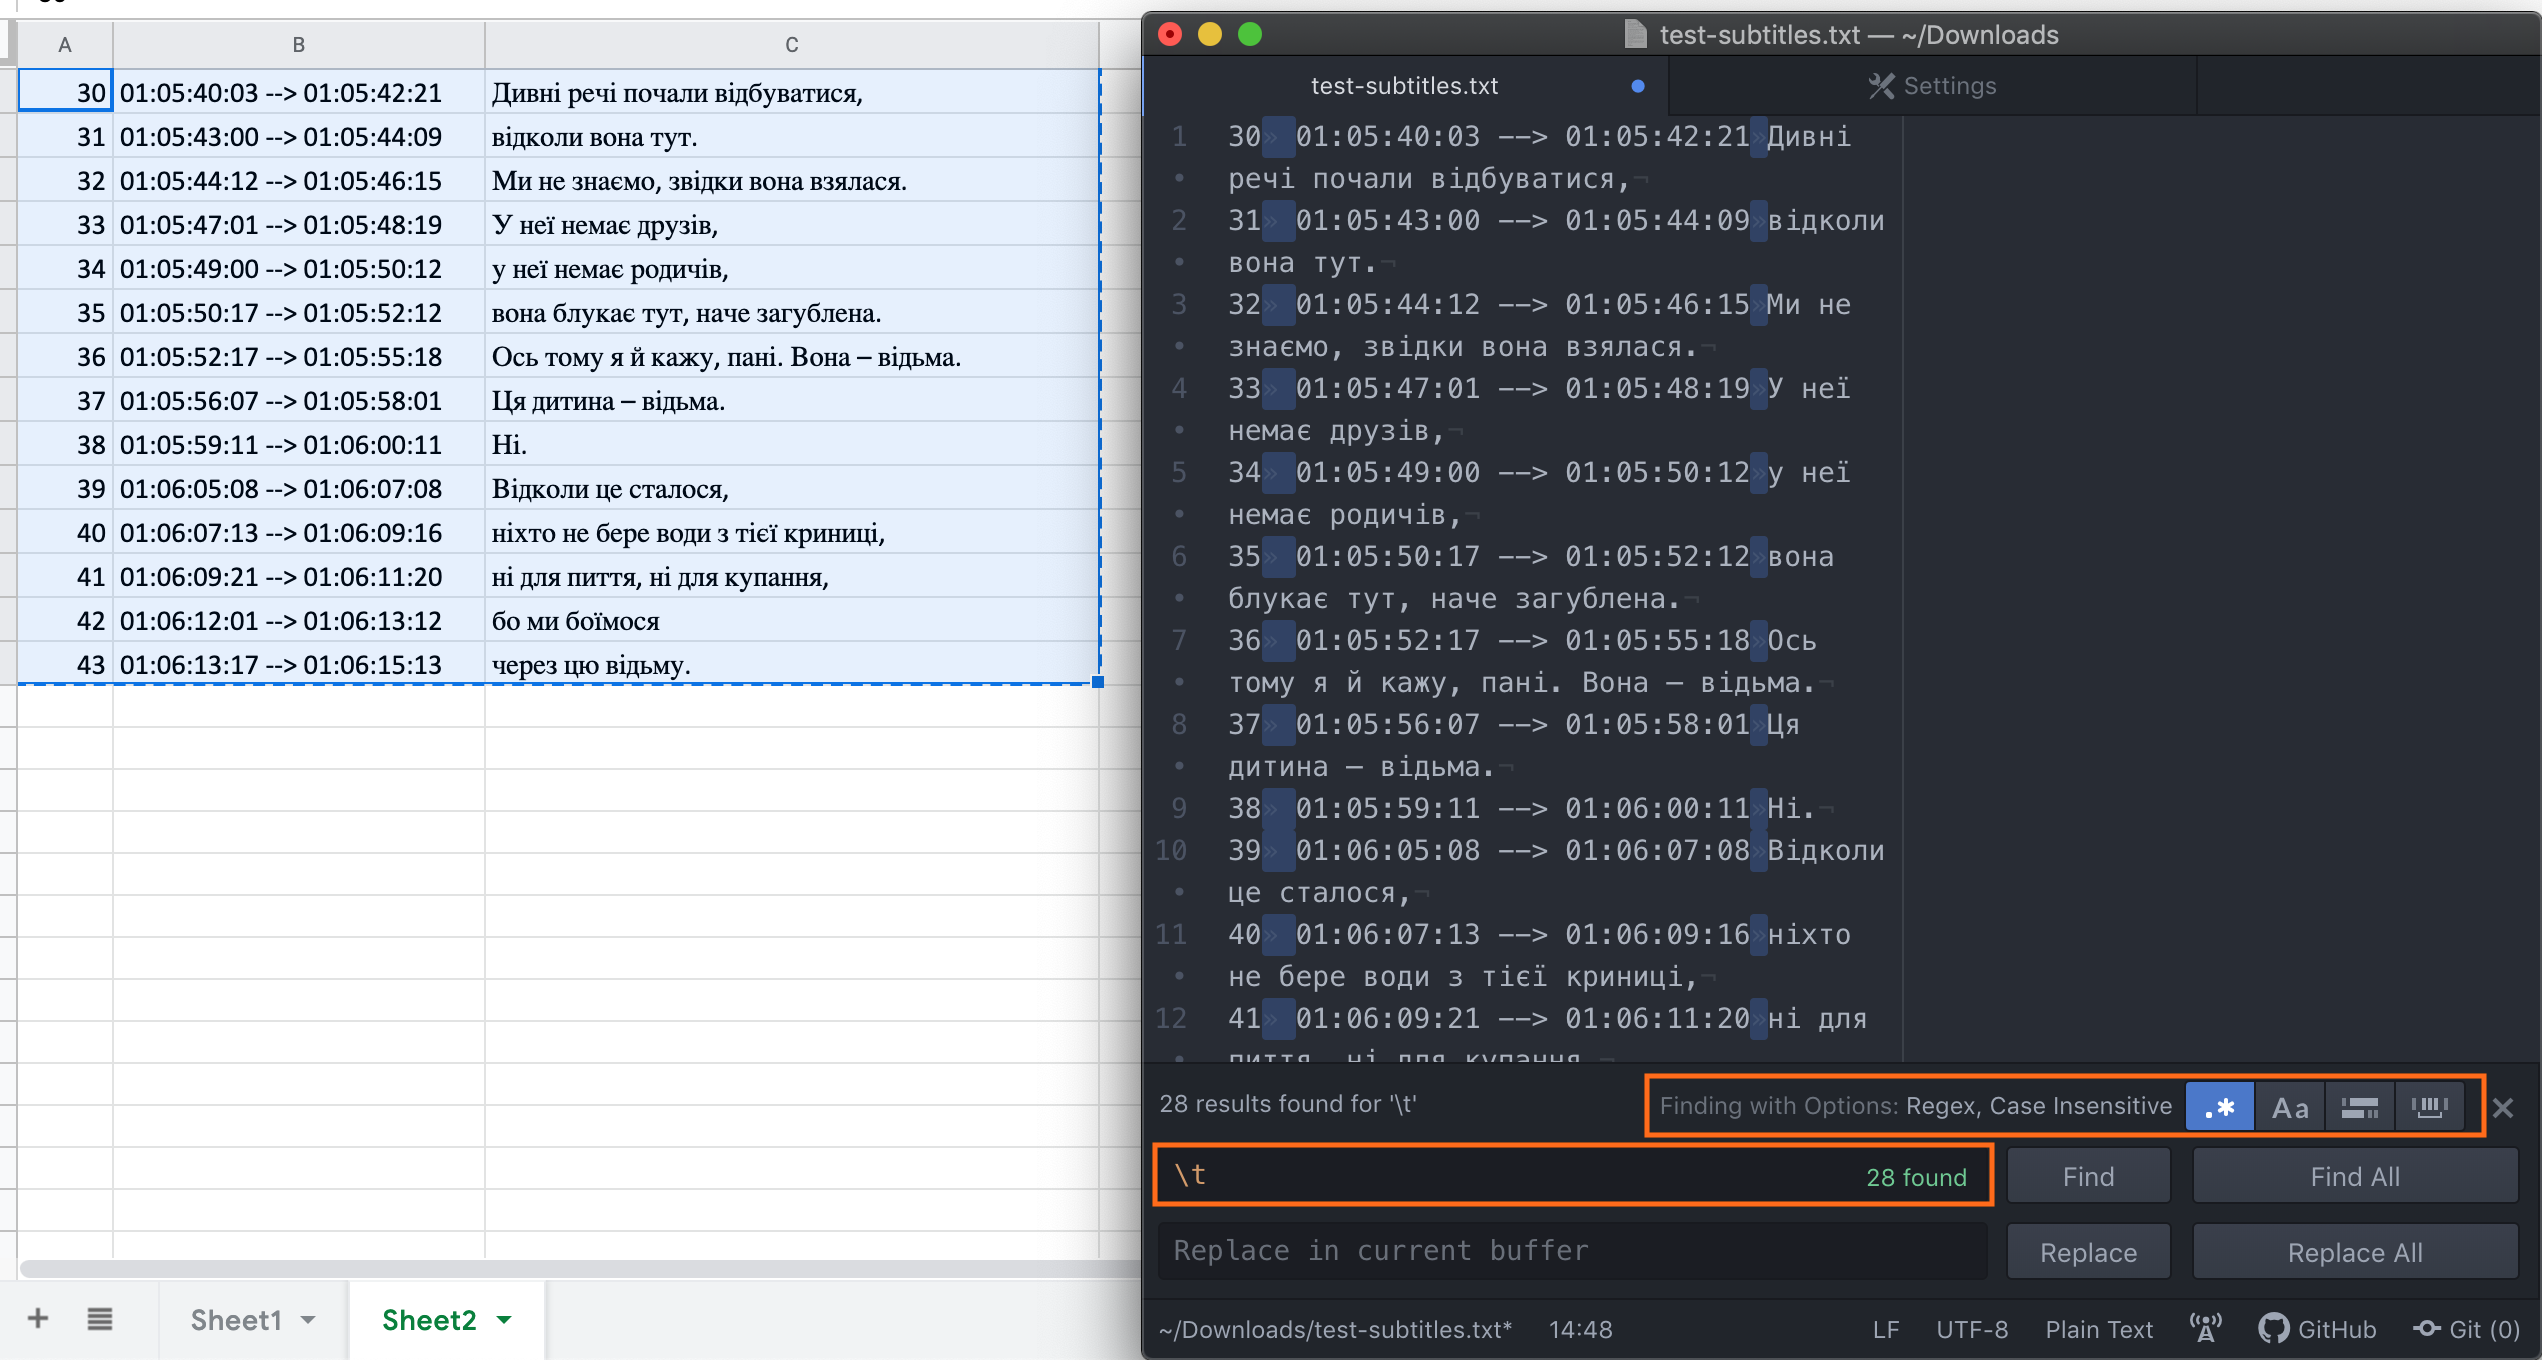 A B C
30 01:05:40:03 --> 01:05:42:21 Дивні речі почали відбуватися,
31 01:05:43:00 --> 01:05:44:09 відколи вона тут.
32 01:05:44:12 --> 01:05:46:15 Ми не знаємо, звідки вона взялася.
33 01:05:47:01 --> 01:05:48:19 У неї немає друзів,
34 01:05:49:00 --> 01:05:50:12 у неї немає родичів,
35 01:05:50:17 --> 01:05:52:12 вона блукає тут, наче загублена.
36 01:05:52:17 --> 01:05:55:18 Ось тому я й кажу, пані. Вона – відьма.
37 01:05:56:07 --> 01:05:58:01 Ця дитина – відьма.
38 01:05:59:11 --> 01:06:00:11 Ні.
39 01:06:05:08 --> 01:06:07:08 Відколи це сталося,
40 01:06:07:13 --> 01:06:09:16 ніхто не бере води з тієї криниці,
41 01:06:09:21 --> 01:06:11:20 ні для пиття, ні для купання,
42 01:06:12:01 --> 01:06:13:12 бо ми боїмося
43 01:06:13:17 --> 01:06:15:13 через цю відьму.
Sheet1
Sheet2
test-subtitles.txt — ~/Downloads
test-subtitles.txt
Settings
1 30» 01:05:40:03 --> 01:05:42:21»Дивні
• речі почали відбуватися,¬
2 31» 01:05:43:00 --> 01:05:44:09»відколи
• вона тут.¬
3 32» 01:05:44:12 --> 01:05:46:15»Ми не
• знаємо, звідки вона взялася.¬
4 33» 01:05:47:01 --> 01:05:48:19»У неї
• немає друзів,¬
5 34» 01:05:49:00 --> 01:05:50:12»у неї
• немає родичів,¬
6 35» 01:05:50:17 --> 01:05:52:12»вона
• блукає тут, наче загублена.¬
7 36» 01:05:52:17 --> 01:05:55:18»Ось
• тому я й кажу, пані. Вона – відьма.¬
8 37» 01:05:56:07 --> 01:05:58:01»Ця
• дитина – відьма.¬
9 38» 01:05:59:11 --> 01:06:00:11»Ні.¬
10 39» 01:06:05:08 --> 01:06:07:08»Відколи
• це сталося,¬
11 40» 01:06:07:13 --> 01:06:09:16»ніхто
• не бере води з тієї криниці,¬
12 41» 01:06:09:21 --> 01:06:11:20»ні для
• пиття, ні для купання,¬
28 results found for '\t'
Finding with Options: Regex, Case Insensitive .* Aa
\t 28 found
Find
Find All
Replace in current buffer
Replace
Replace All
~/Downloads/test-subtitles.txt* 14:48 LF UTF-8 Plain Text GitHub Git (0)